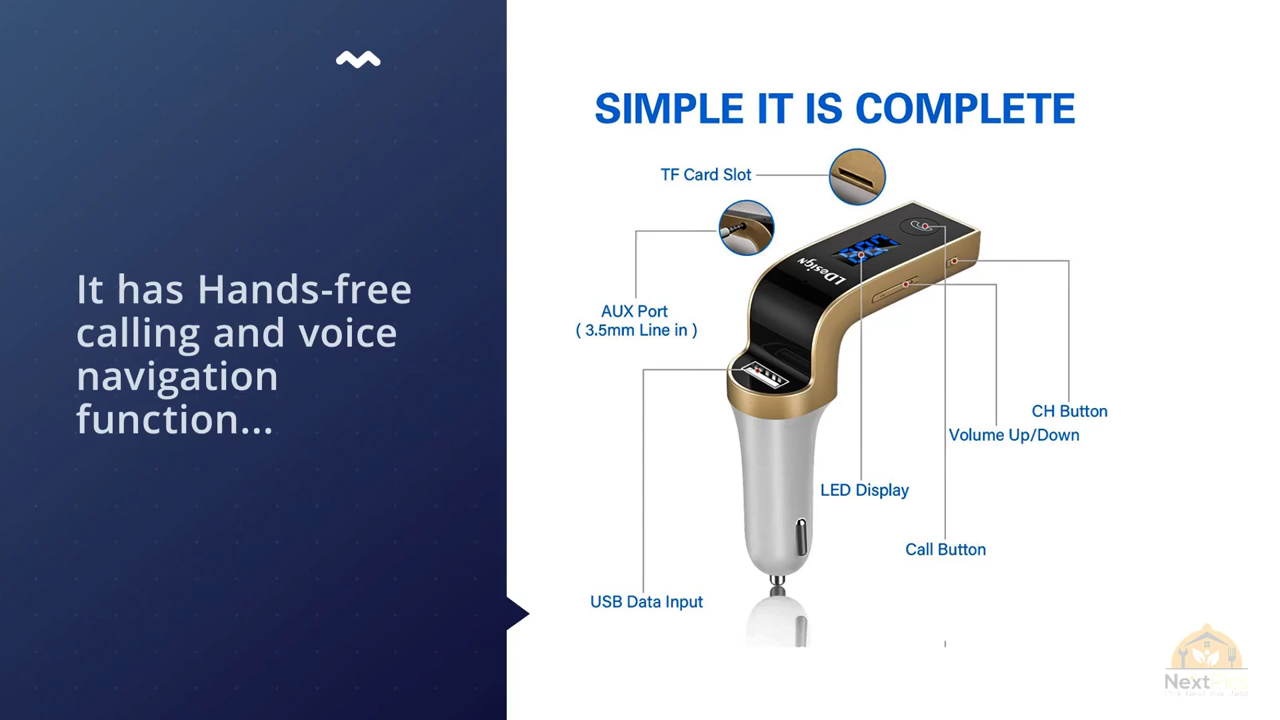 It has Hands-free
calling and voice
navigation
function...
SIMPLE IT IS COMPLETE
TF Card Slot
LDesign
AUX Port
( 3.5mm Line in )
CH Button
Volume Up/Down
LED Display
Call Button
USB Data Input
Next